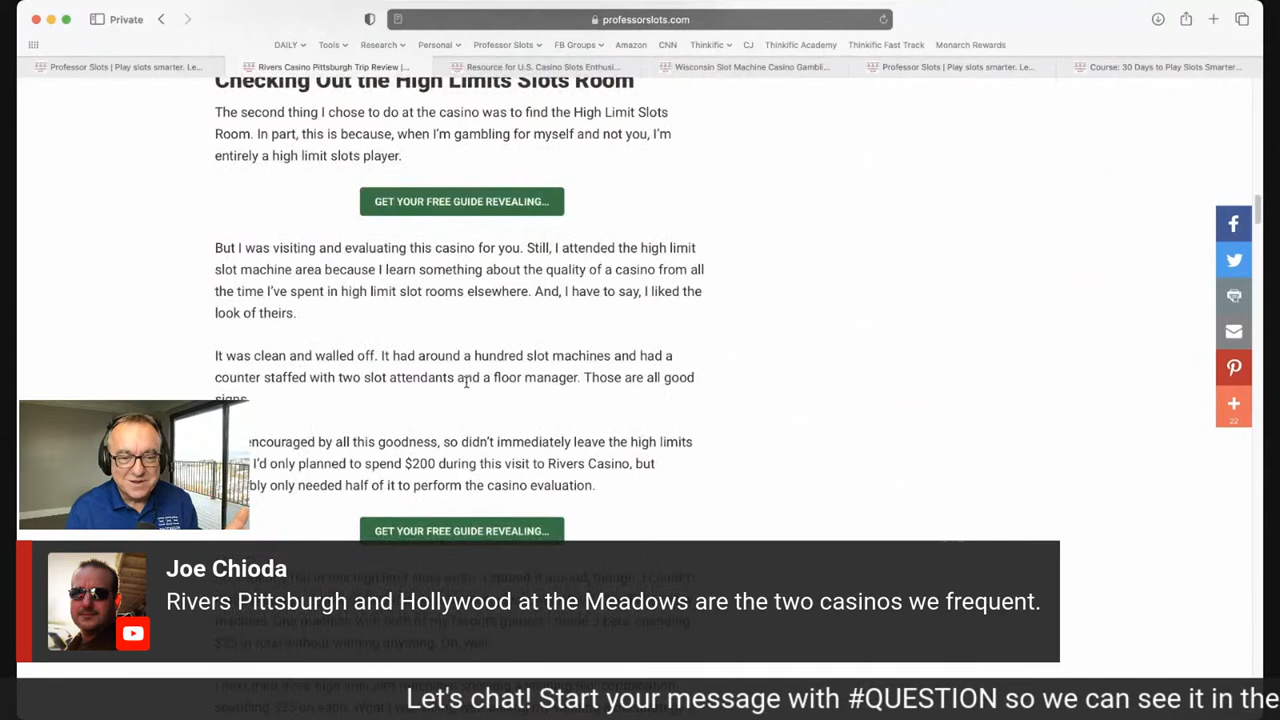 Private
professorslots.com
DAILY
Tools
Research
Personal
Professor Slots
FB Groups
Amazon
CNN
Thinkific
CJ
Thinkific Academy
Thinkific Fast Track
Monarch Rewards
Professor Slots | Play slots smarter. Le...
Rivers Casino Pittsburgh Trip Review |...
Resource for U.S. Casino Slots Enthusi...
Wisconsin Slot Machine Casino Gambli...
Professor Slots | Play slots smarter. Le...
Course: 30 Days to Play Slots Smarter...
Checking Out the High Limits Slots Room
The second thing I chose to do at the casino was to find the High Limit Slots
Room. In part, this is because, when I'm gambling for myself and not you, I'm
entirely a high limit slots player.
GET YOUR FREE GUIDE REVEALING...
But I was visiting and evaluating this casino for you. Still, I attended the high limit
slot machine area because I learn something about the quality of a casino from all
the time I've spent in high limit slot rooms elsewhere. And, I have to say, I liked the
look of theirs.
It was clean and walled off. It had around a hundred slot machines and had a
counter staffed with two slot attendants and a floor manager. Those are all good
signs.
encouraged by all this goodness, so didn't immediately leave the high limits
I'd only planned to spend $200 during this visit to Rivers Casino, but
only needed half of it to perform the casino evaluation.
GET YOUR FREE GUIDE REVEALING...
22
Joe Chioda
Rivers Pittsburgh and Hollywood at the Meadows are the two casinos we frequent.
Let's chat! Start your message with #QUESTION so we can see it in the